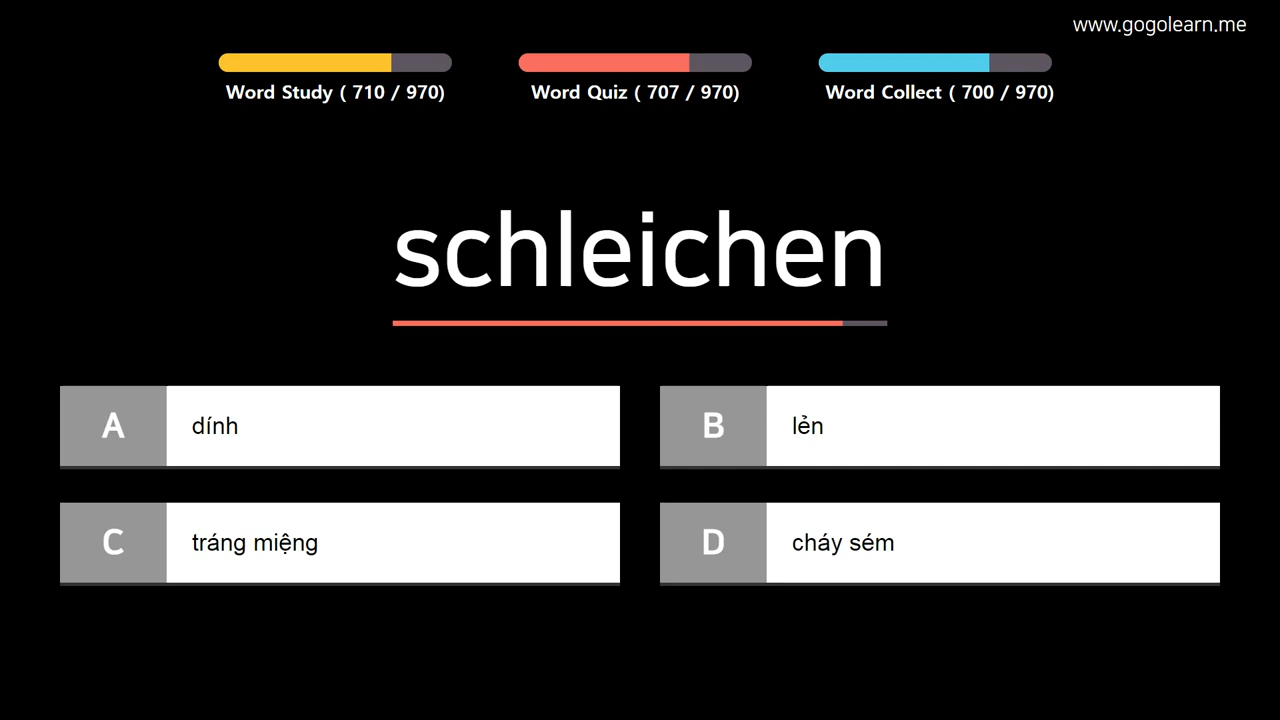 www.gogolearn.me
Word Study ( 710 / 970)
Word Quiz ( 707 / 970)
Word Collect ( 700 / 970)
schleichen
A
dính
B
lẻn
C
tráng miệng
D
cháy sém